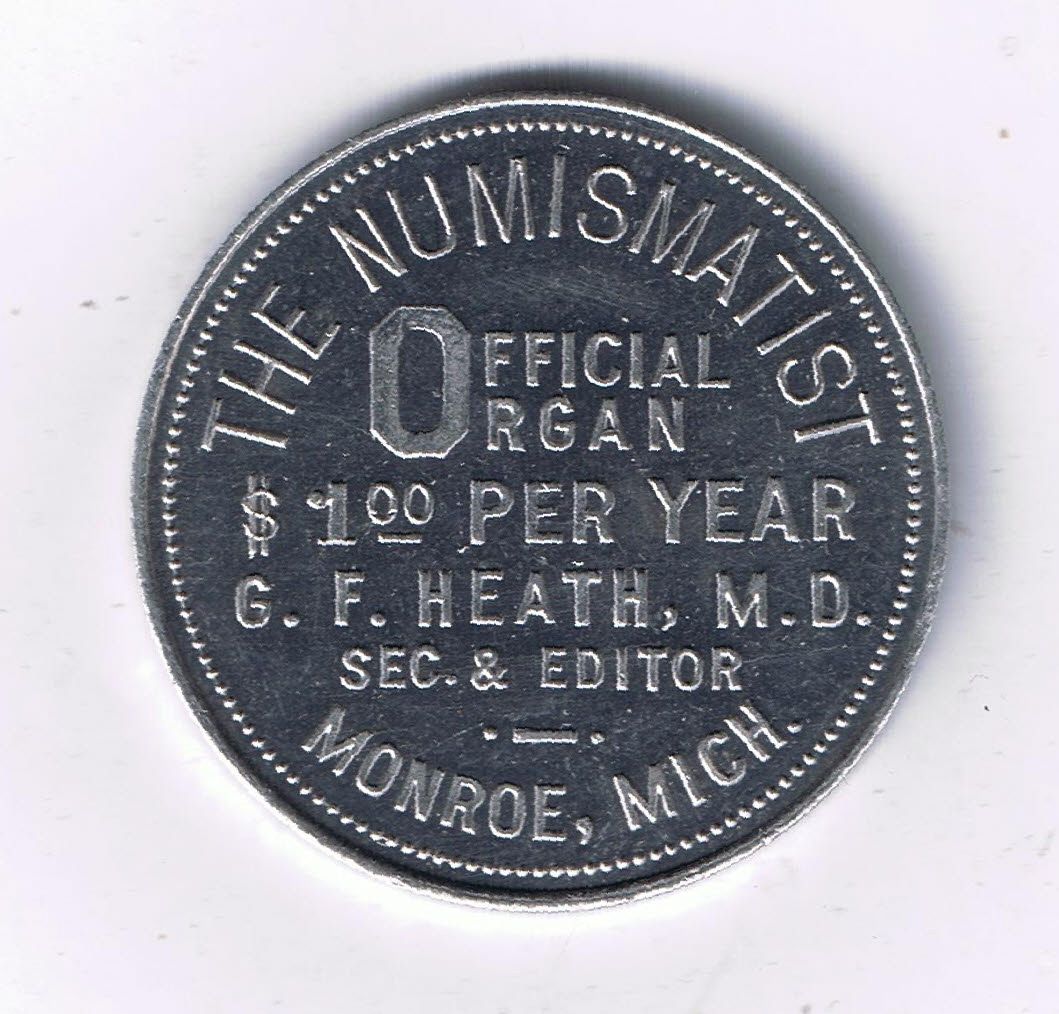 THE NUMISMATIST
OFFICIAL
ORGAN
$ 1.00 PER YEAR
G. F. HEATH, M.D.
SEC. & EDITOR
MONROE, MICH.